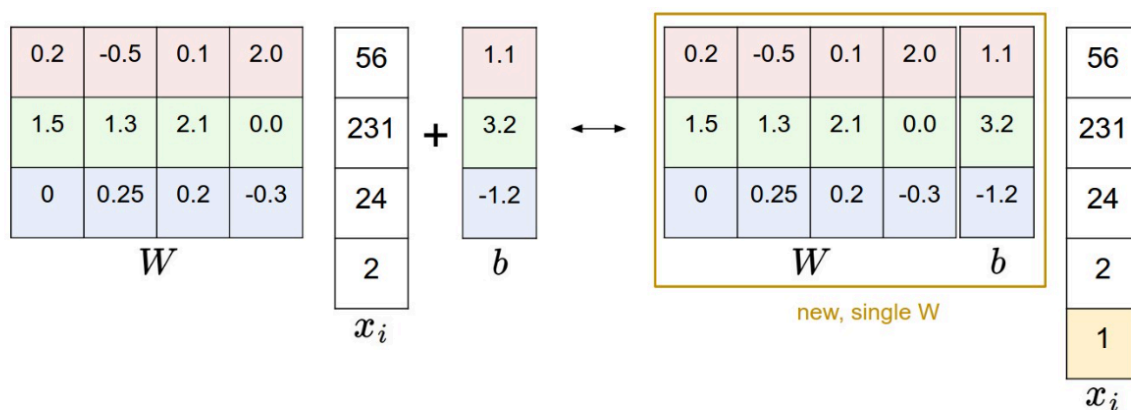 0.2 -0.5 0.1 2.0 56 1.1 0.2 -0.5 0.1 2.0 1.1 56
1.5 1.3 2.1 0.0 231 + 3.2 ↔ 1.5 1.3 2.1 0.0 3.2 231
0 0.25 0.2 -0.3 24 -1.2 0 0.25 0.2 -0.3 -1.2 24
W 2 b W b 2
x_i new, single W 1
x_i